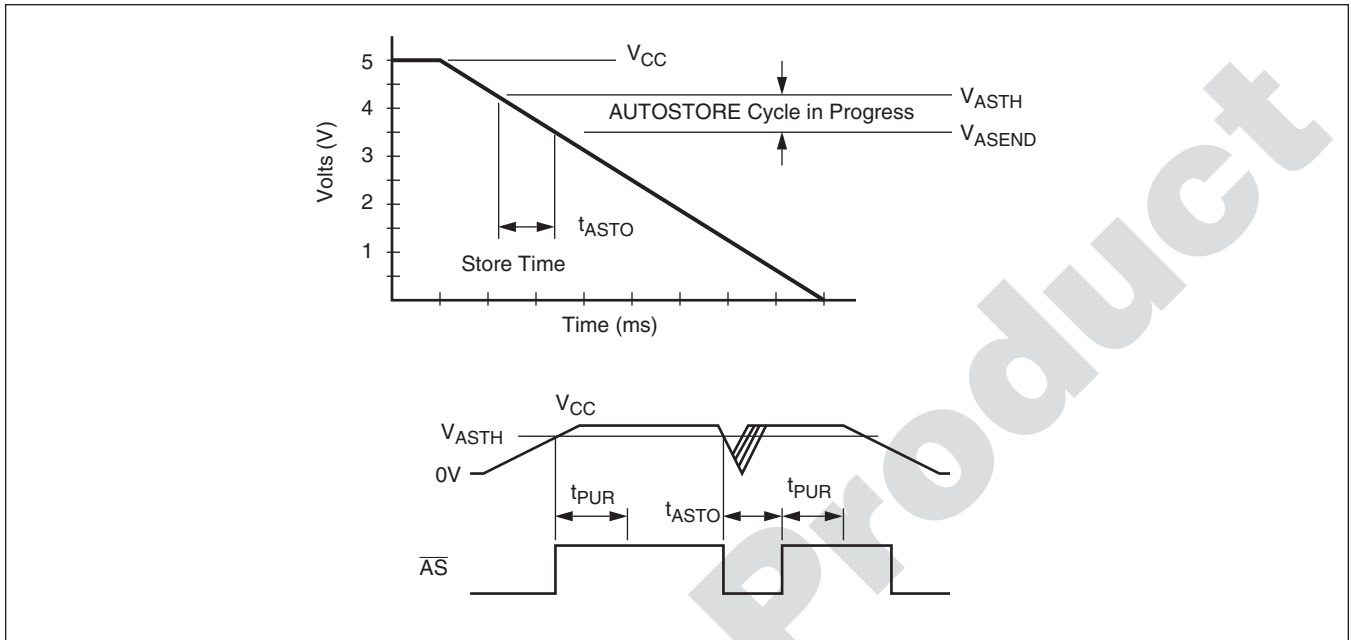 V_CC
5
4
3
2
1
Volts (V)
V_ASTH
AUTOSTORE Cycle in Progress
V_ASEND
t_ASTO
Store Time
Time (ms)
V_CC
V_ASTH
0V
t_PUR
t_ASTO
t_PUR
A̅S̅
Product